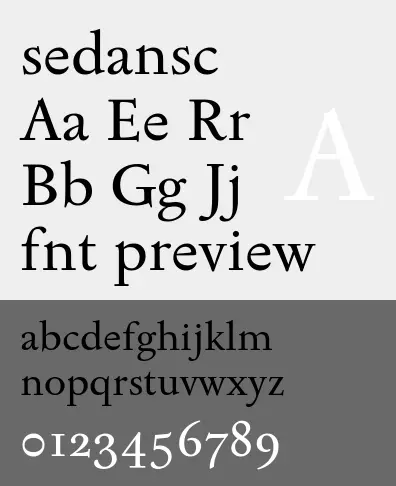 sedansc
Aa Ee Rr
A
Bb Gg Jj
fnt preview
abcdefghijklm
nopqrstuvwxyz
0123456789